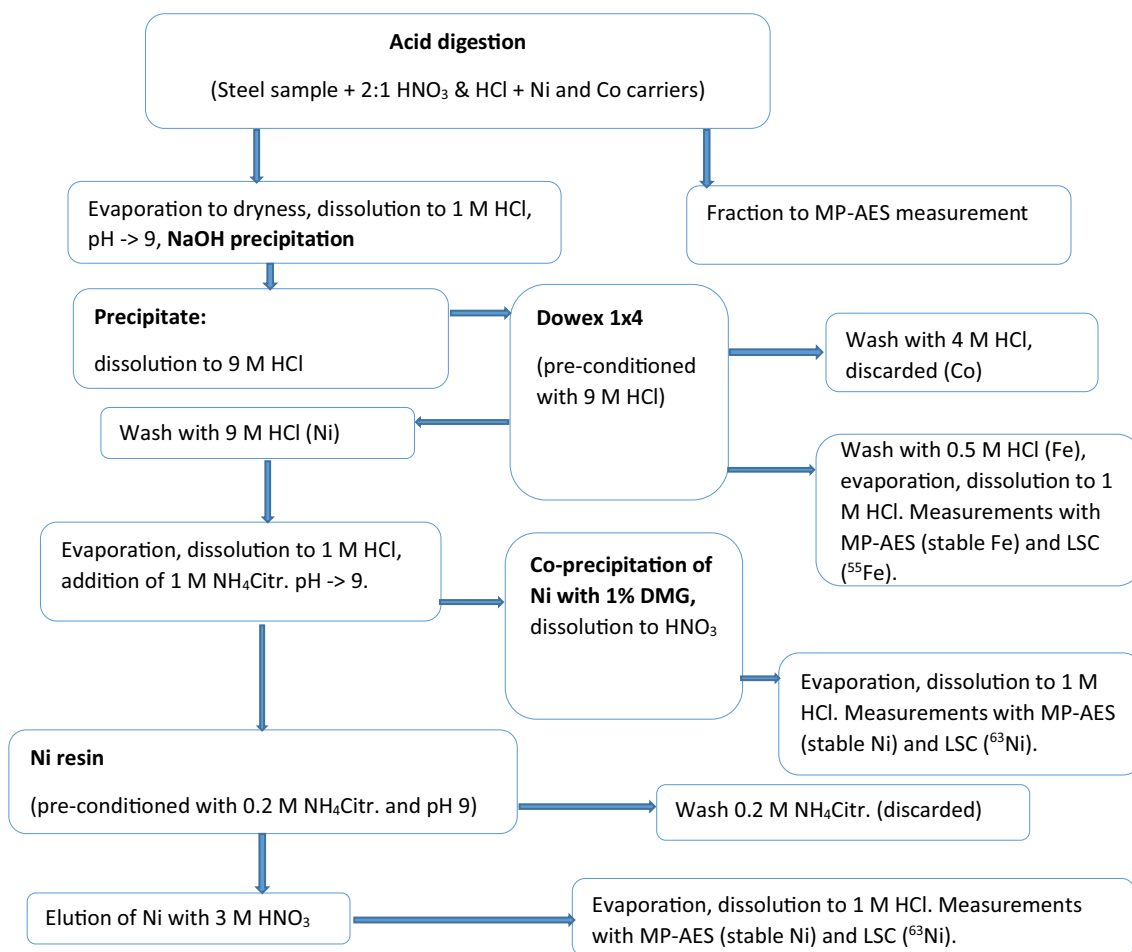 Acid digestion
(Steel sample + 2:1 HNO₃ & HCl + Ni and Co carriers)
Evaporation to dryness, dissolution to 1 M HCl,
pH -> 9, NaOH precipitation
Fraction to MP-AES measurement
Precipitate:
dissolution to 9 M HCl
Dowex 1x4
(pre-conditioned
with 9 M HCl)
Wash with 4 M HCl,
discarded (Co)
Wash with 9 M HCl (Ni)
Wash with 0.5 M HCl (Fe),
evaporation, dissolution to 1
M HCl. Measurements with
MP-AES (stable Fe) and LSC
(⁵⁵Fe).
Evaporation, dissolution to 1 M HCl,
addition of 1 M NH₄Citr. pH -> 9.
Co-precipitation of
Ni with 1% DMG,
dissolution to HNO₃
Evaporation, dissolution to 1 M
HCl. Measurements with MP-AES
(stable Ni) and LSC (⁶³Ni).
Ni resin
(pre-conditioned with 0.2 M NH₄Citr. and pH 9)
Wash 0.2 M NH₄Citr. (discarded)
Elution of Ni with 3 M HNO₃
Evaporation, dissolution to 1 M HCl. Measurements
with MP-AES (stable Ni) and LSC (⁶³Ni).